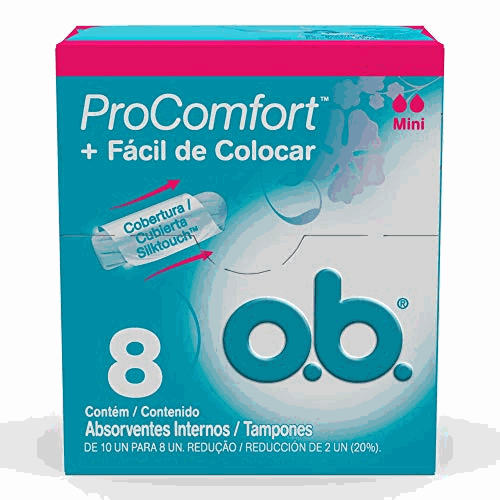 ProComfort™
+ Fácil de Colocar
Mini
Cobertura /
Cubierta
Silktouch™
o.b.®
8
Contém / Contenido
Absorventes Internos / Tampones
DE 10 UN PARA 8 UN. REDUÇÃO / REDUCCIÓN DE 2 UN (20%).